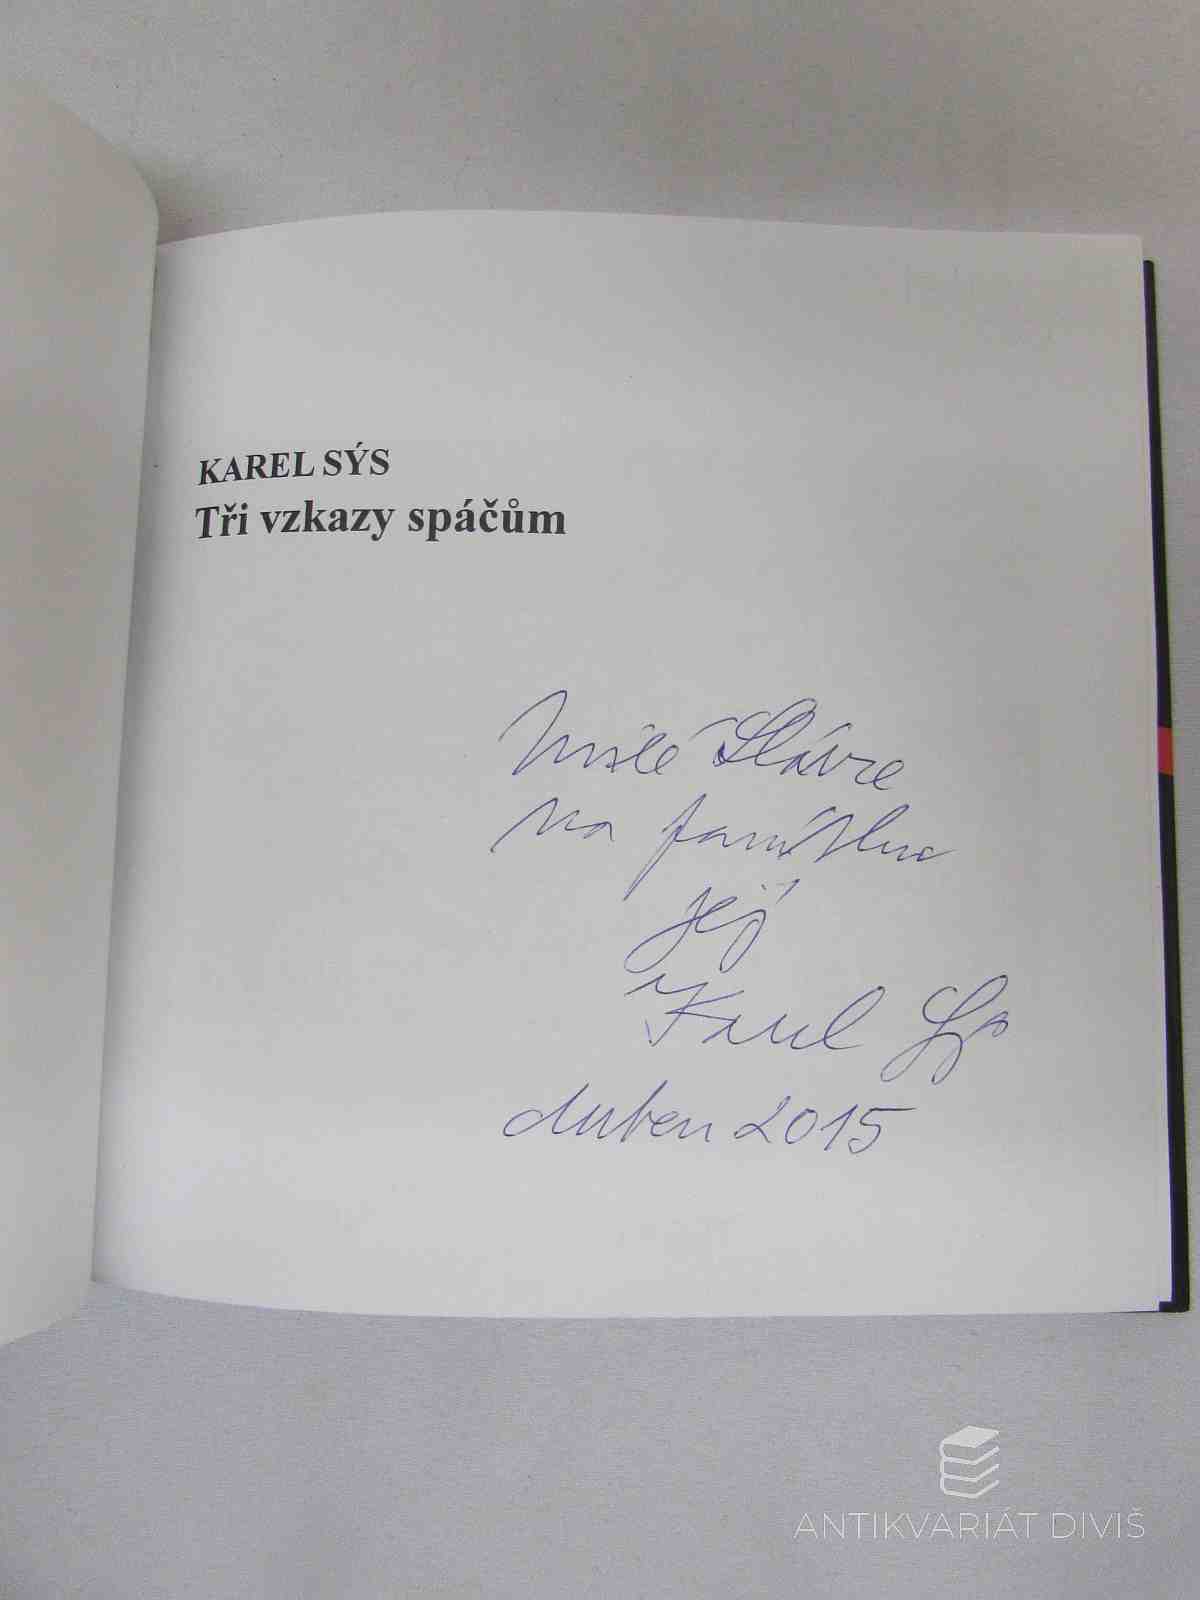 KAREL SÝS
Tři vzkazy spáčům
Milé Slávce
na památku
její
Karel Sýs
duben 2015
ANTIKVARIÁT DIVIŠ